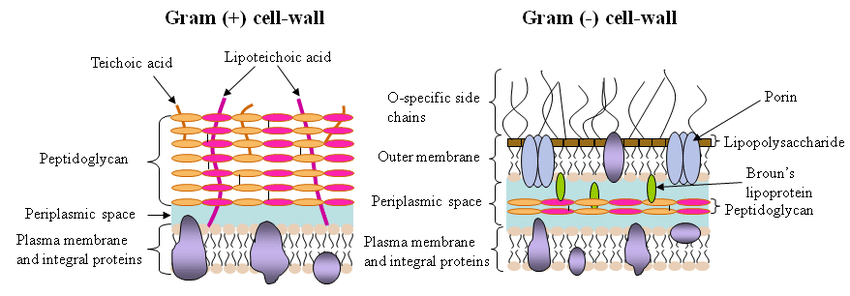 Gram (+) cell-wall
Teichoic acid
Lipoteichoic acid
Peptidoglycan
Periplasmic space
Plasma membrane
and integral proteins
Gram (-) cell-wall
O-specific side
chains
Porin
Lipopolysaccharide
Outer membrane
Broun's
lipoprotein
Periplasmic space
Peptidoglycan
Plasma membrane
and integral proteins